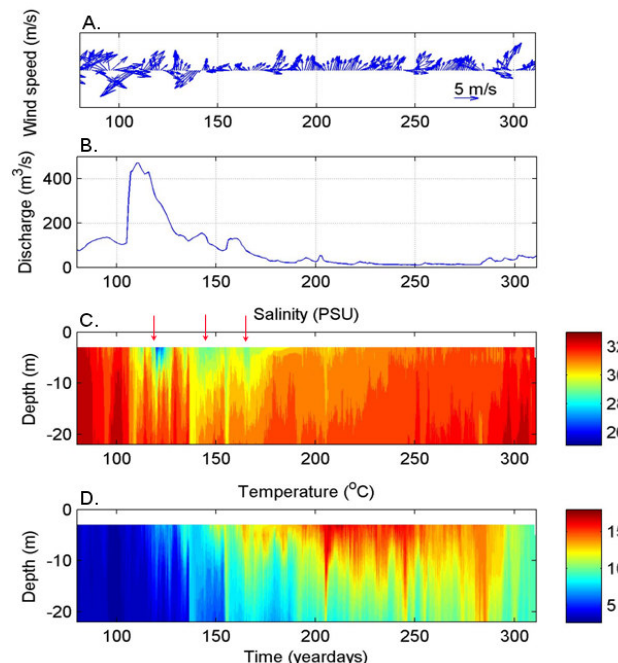 A.
Wind speed (m/s)
5 m/s
100 150 200 250 300
B.
Discharge (m³/s)
400
200
0
100 150 200 250 300
C. Salinity (PSU)
Depth (m)
0
-10
-20
100 150 200 250 300
32
30
28
26
D. Temperature (°C)
Depth (m)
0
-10
-20
100 150 200 250 300
Time (yeardays)
15
10
5